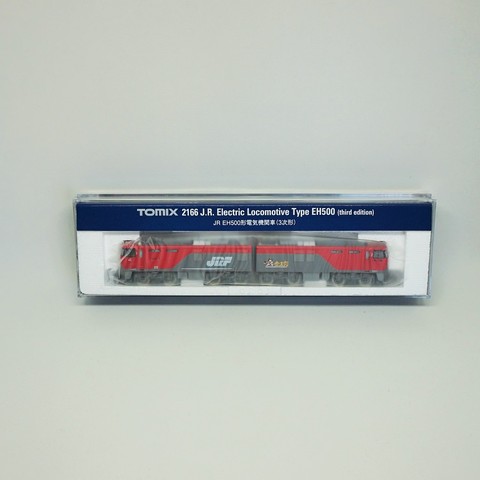 TOMIX 2166 J.R. Electric Locomotive Type EH500 (third edition)
JR EH500形電気機関車(3次形)
JRF